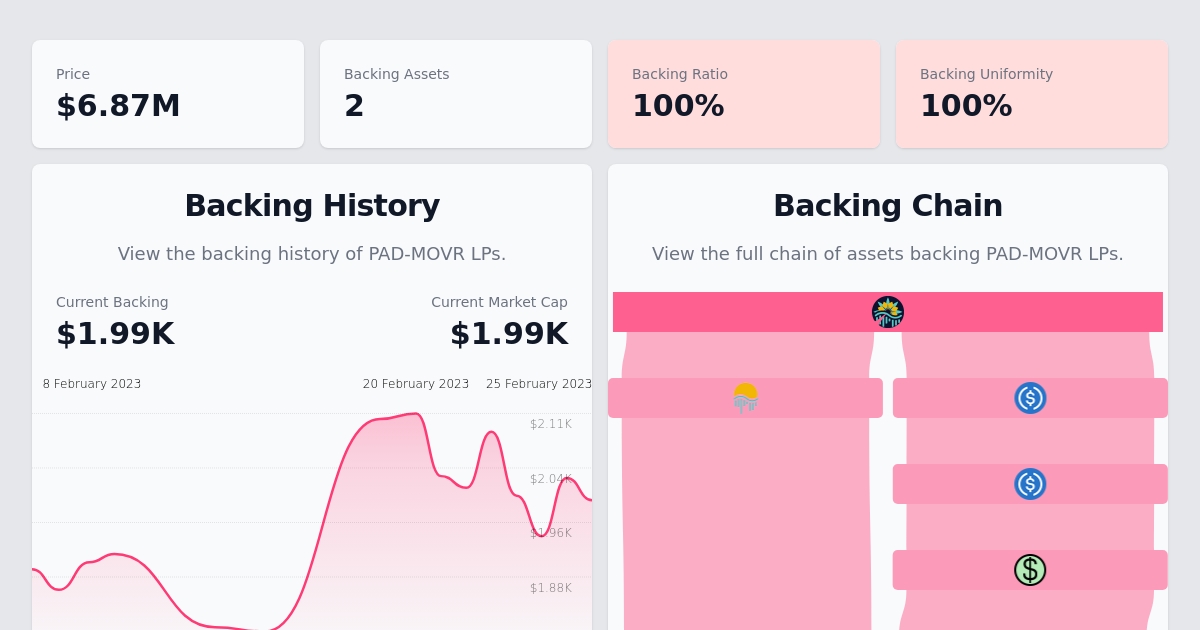 Price
$6.87M
Backing Assets
2
Backing Ratio
100%
Backing Uniformity
100%
Backing History
View the backing history of PAD-MOVR LPs.
Current Backing
$1.99K
Current Market Cap
$1.99K
8 February 2023
20 February 2023
25 February 2023
$2.11K
$2.04K
$1.96K
$1.88K
Backing Chain
View the full chain of assets backing PAD-MOVR LPs.